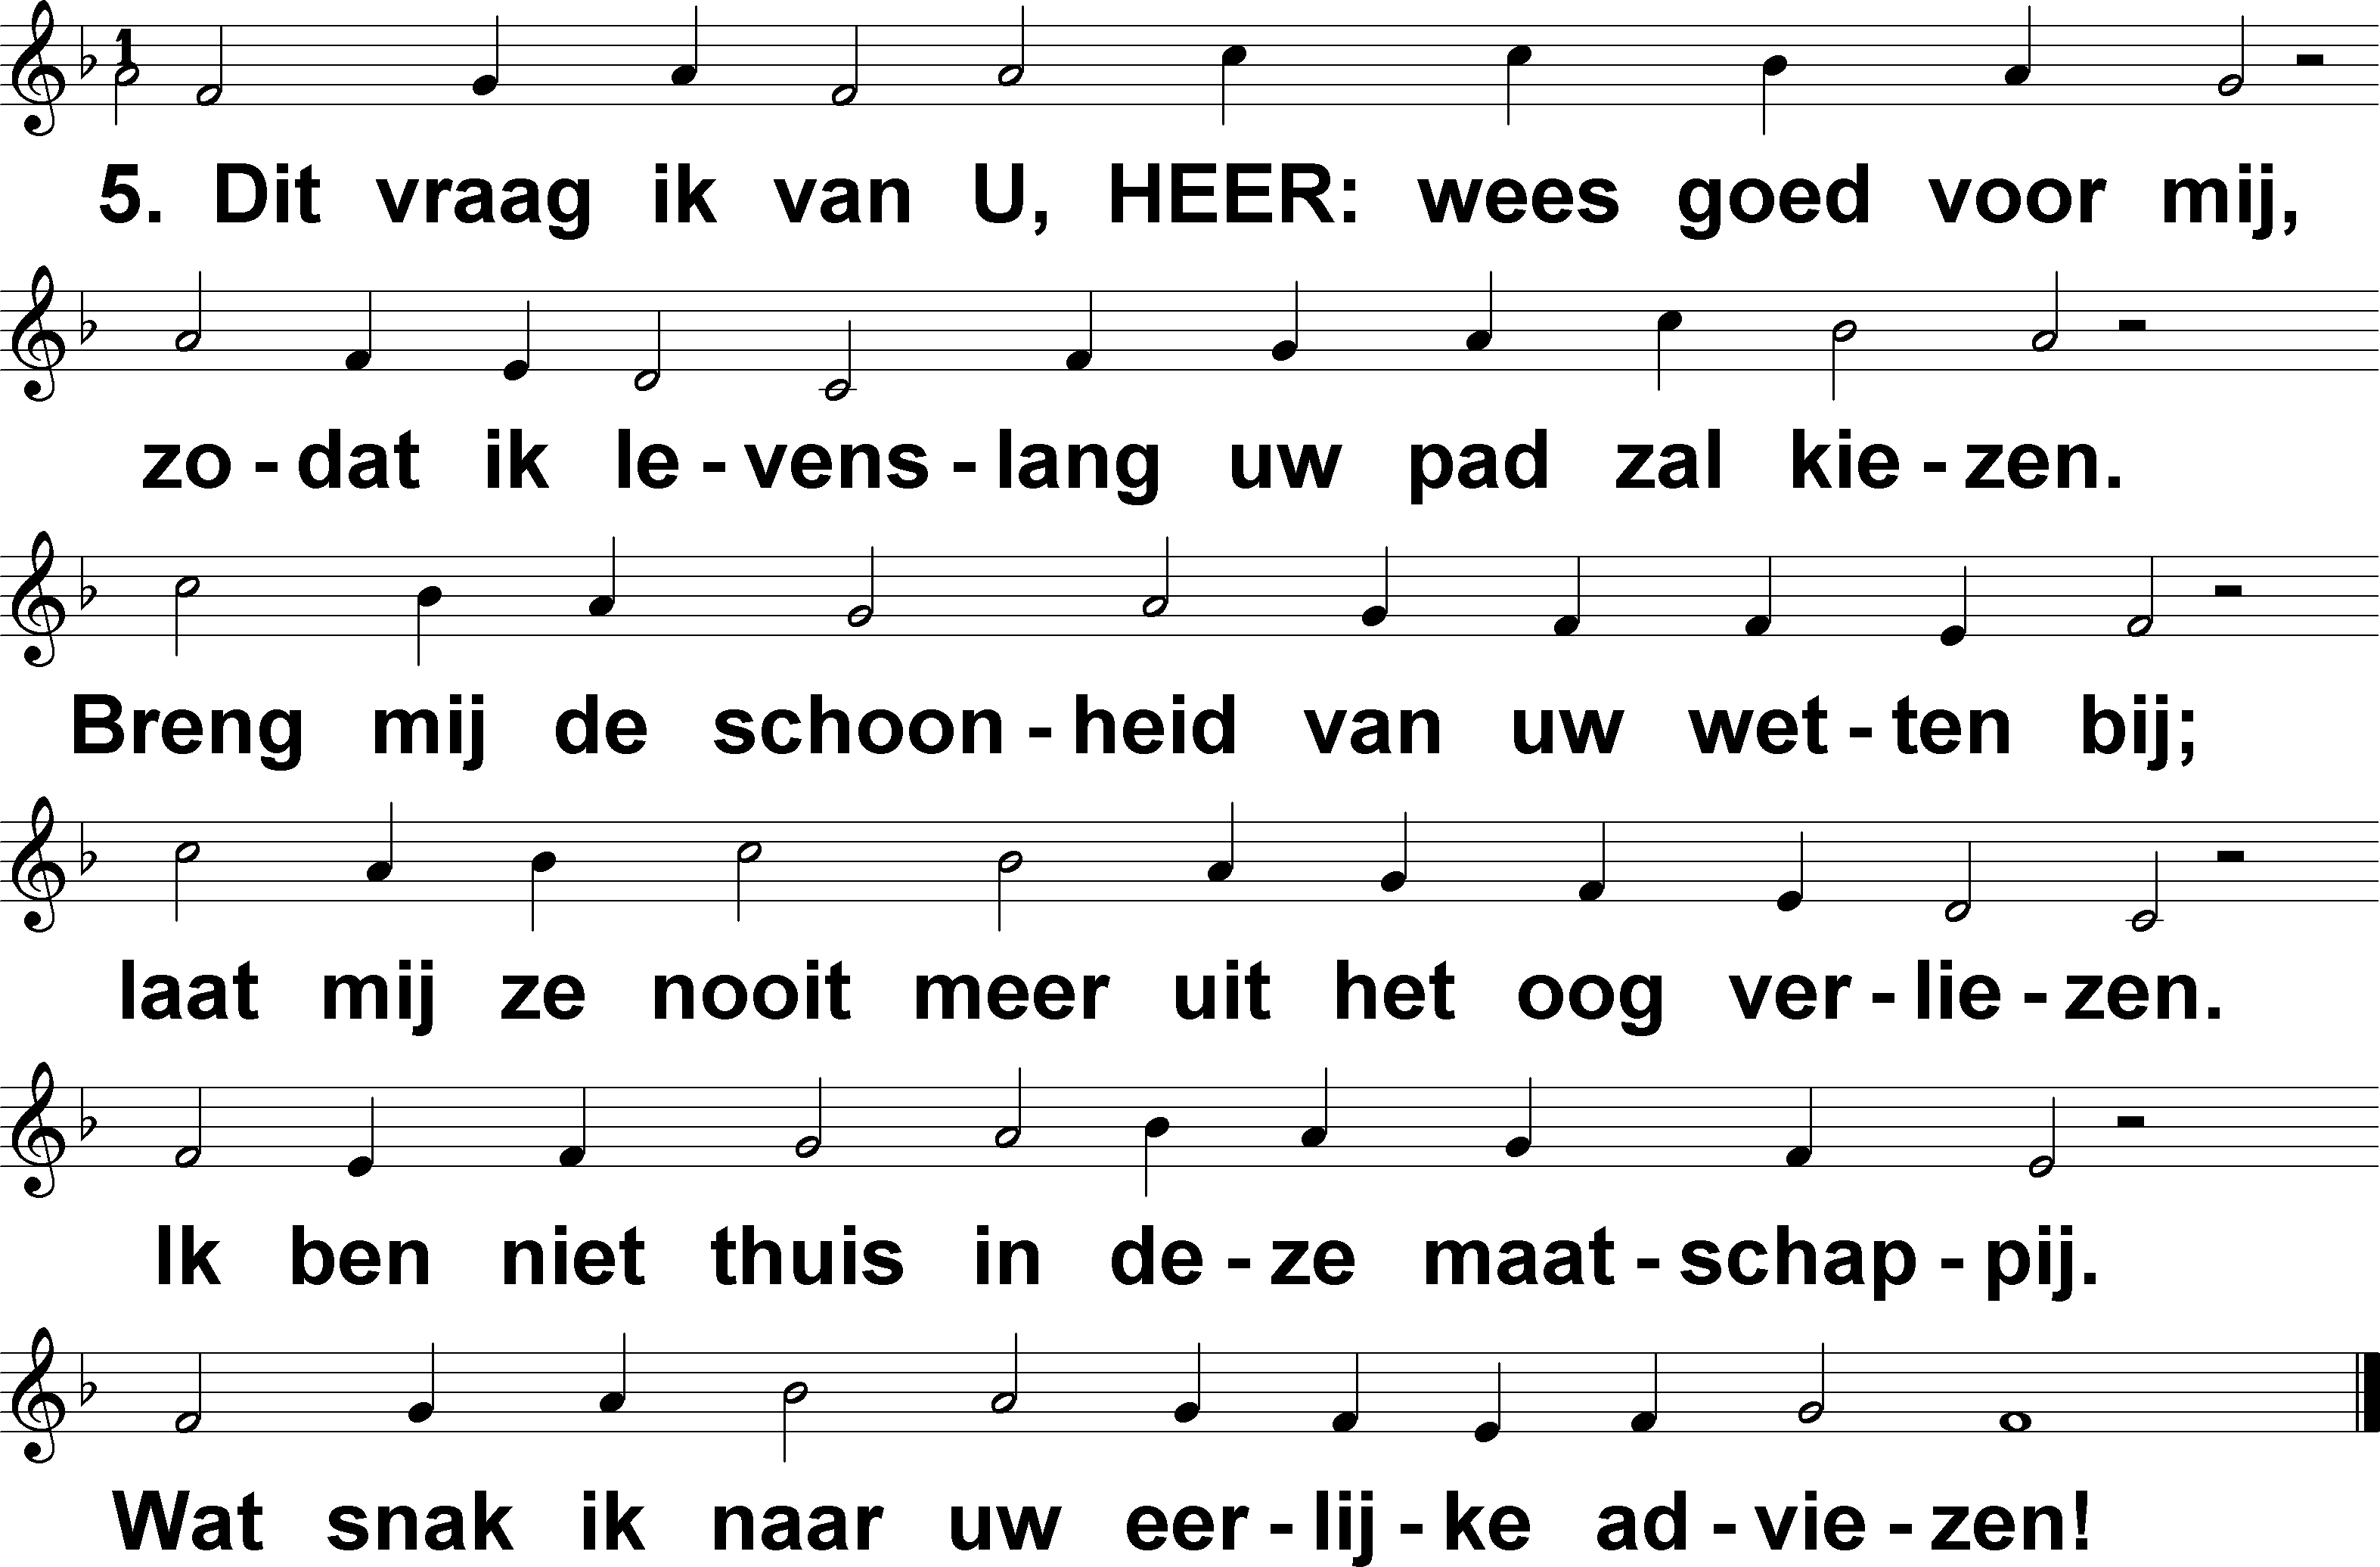 5. Dit vraag ik van U, HEER: wees goed voor mij,
zo - dat ik le - vens - lang uw pad zal kie - zen.
Breng mij de schoon - heid van uw wet - ten bij;
laat mij ze nooit meer uit het oog ver - lie - zen.
Ik ben niet thuis in de - ze maat - schap - pij.
Wat snak ik naar uw eer - lij - ke ad - vie - zen!